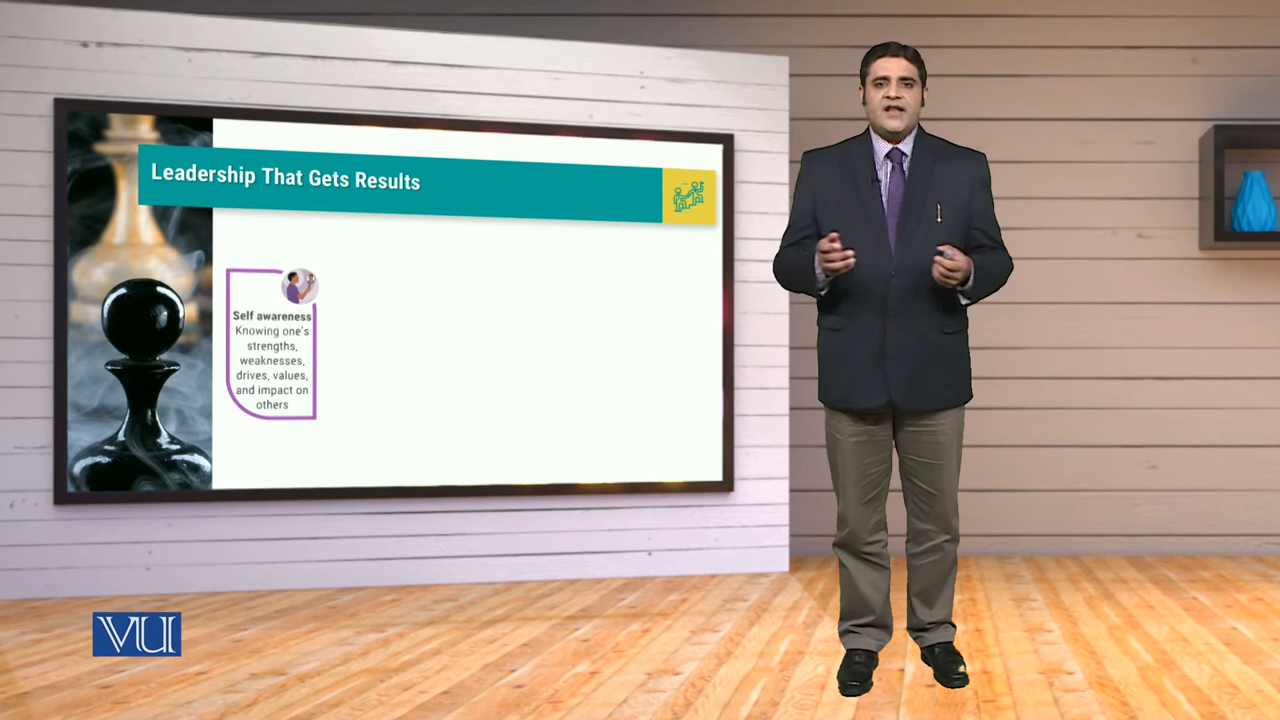 Leadership That Gets Results
Self awareness
Knowing one's
strengths,
weaknesses,
drives, values,
and impact on
others
VU